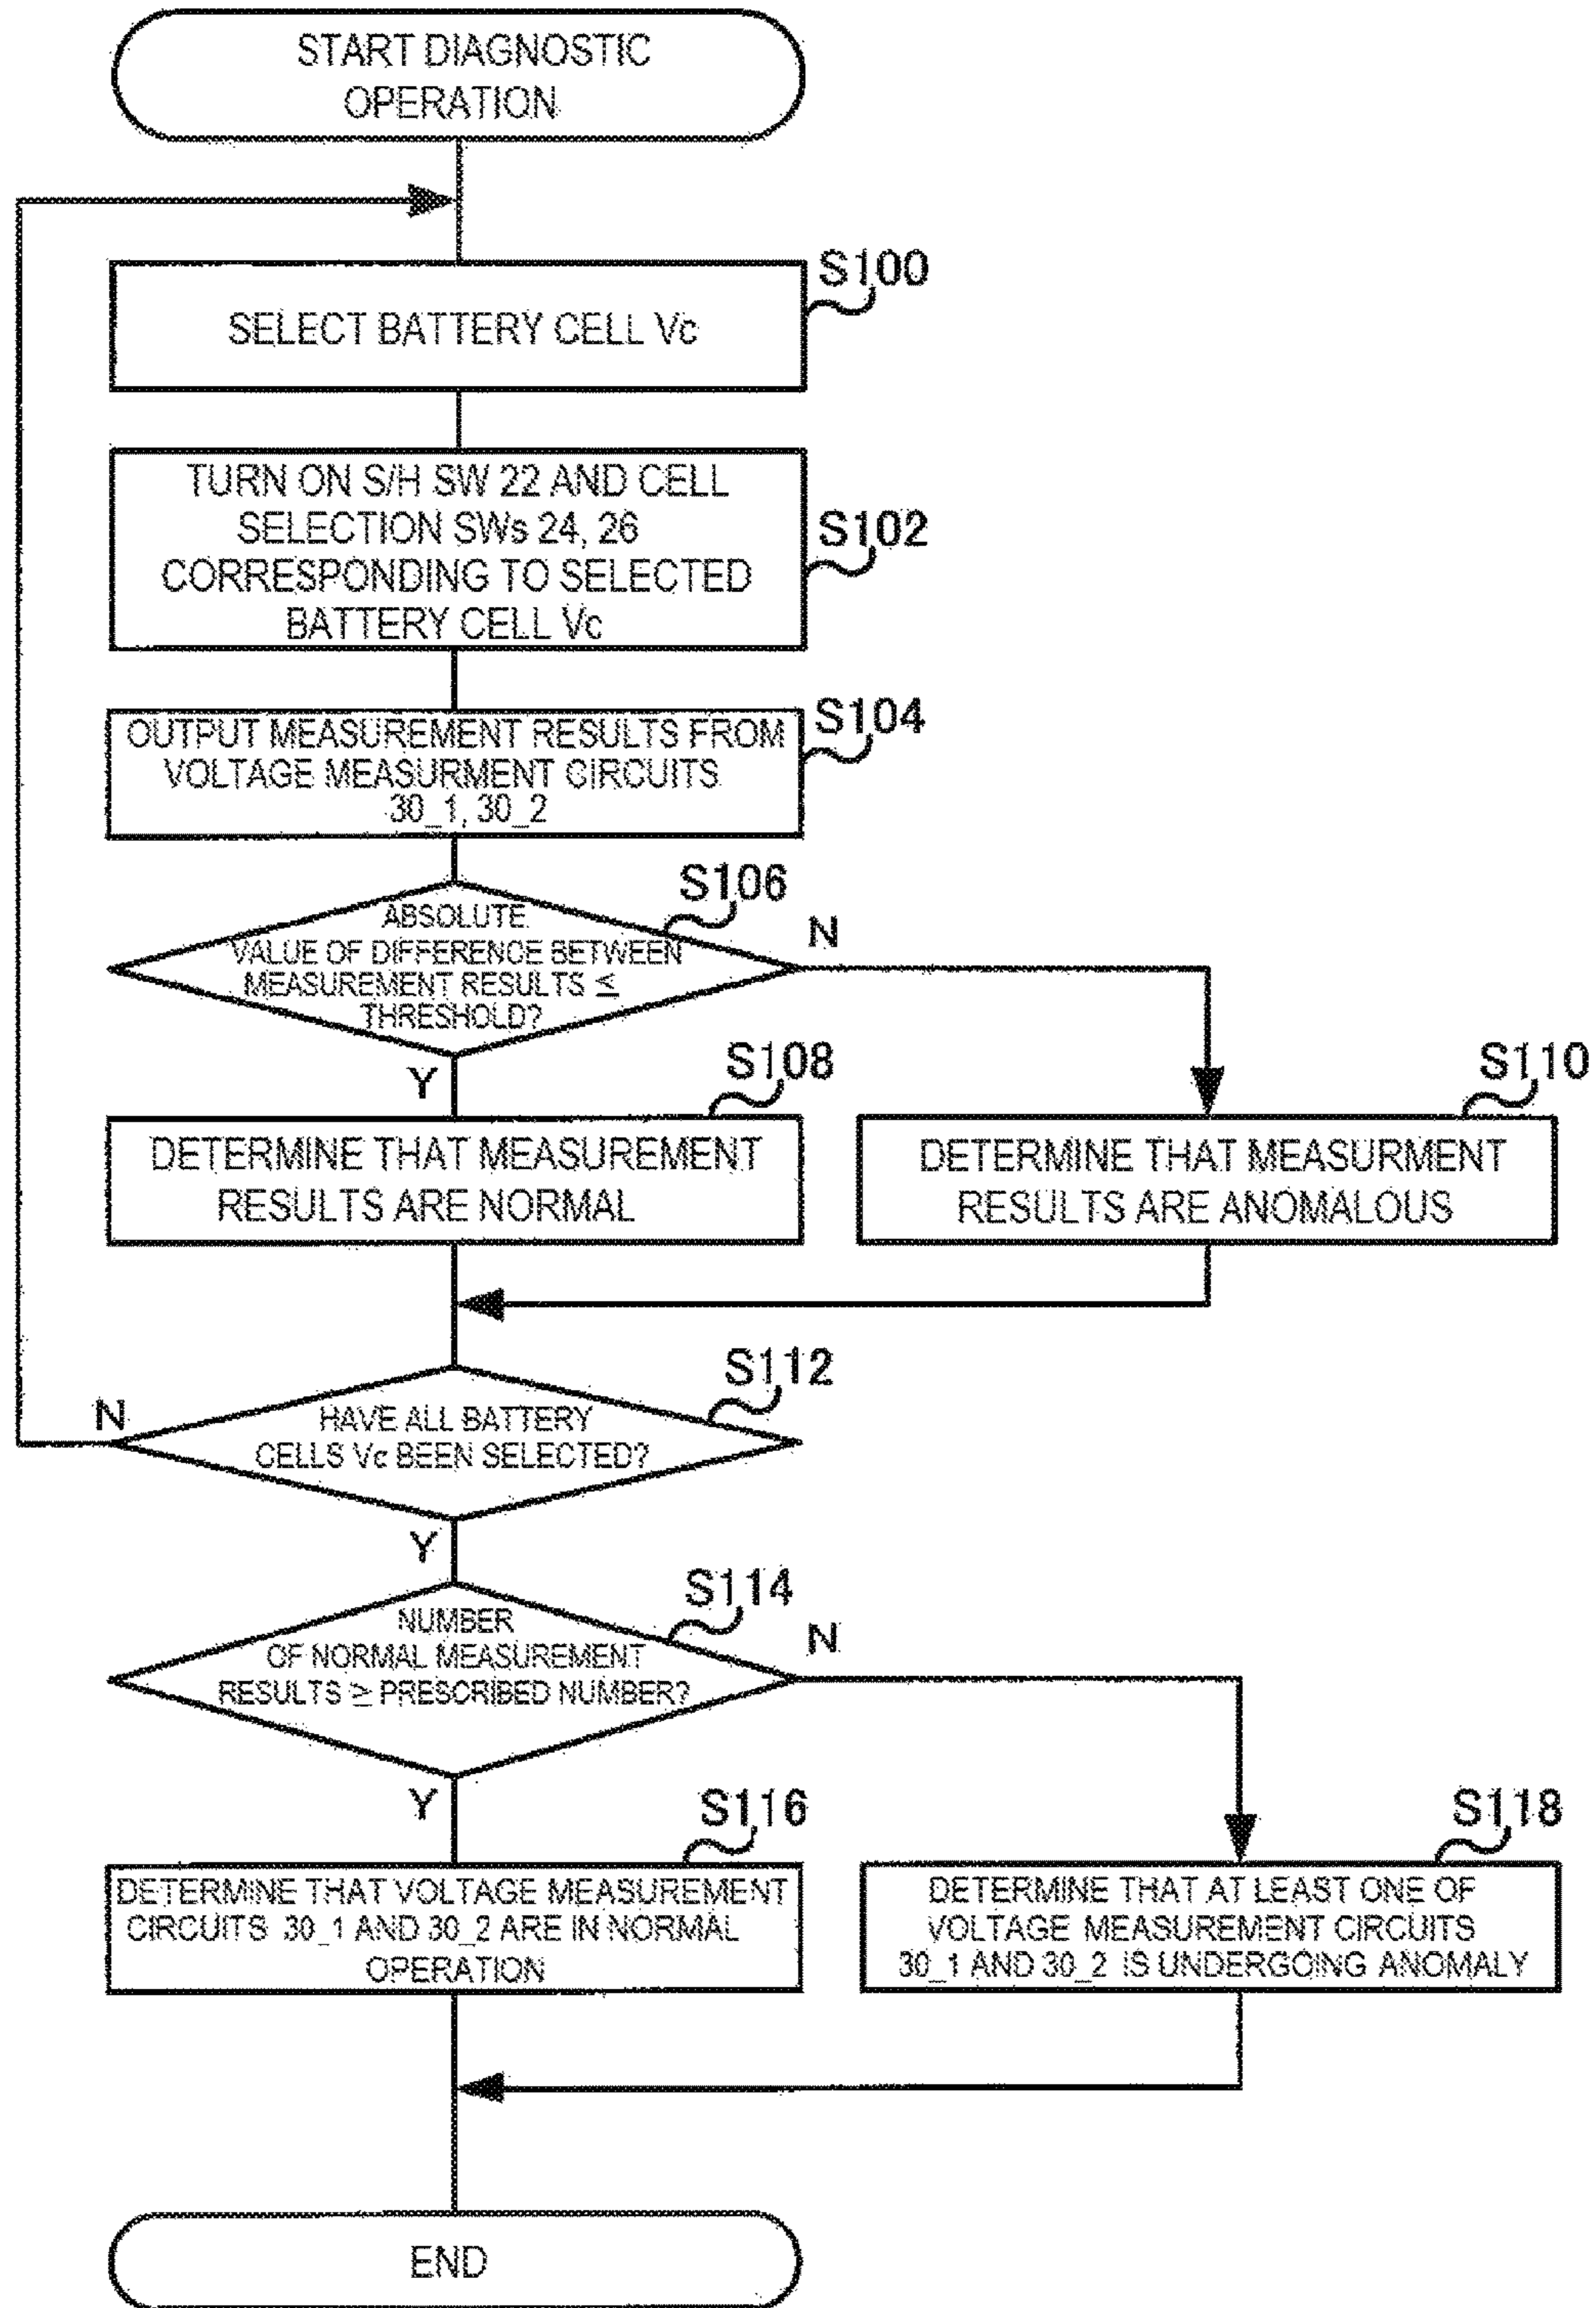 START DIAGNOSTIC
OPERATION
S100
SELECT BATTERY CELL Vc
TURN ON S/H SW 22 AND CELL
SELECTION SWs 24, 26
CORRESPONDING TO SELECTED
BATTERY CELL Vc
S102
OUTPUT MEASUREMENT RESULTS FROM
VOLTAGE MEASURMENT CIRCUITS
30_1, 30_2
S104
S106
ABSOLUTE
VALUE OF DIFFERENCE BETWEEN
MEASUREMENT RESULTS ≤
THRESHOLD?
N
Y
S108
DETERMINE THAT MEASUREMENT
RESULTS ARE NORMAL
S110
DETERMINE THAT MEASURMENT
RESULTS ARE ANOMALOUS
S112
N
HAVE ALL BATTERY
CELLS Vc BEEN SELECTED?
Y
S114
NUMBER
OF NORMAL MEASUREMENT
RESULTS ≥ PRESCRIBED NUMBER?
N
Y
S116
DETERMINE THAT VOLTAGE MEASUREMENT
CIRCUITS 30_1 AND 30_2 ARE IN NORMAL
OPERATION
S118
DETERMINE THAT AT LEAST ONE OF
VOLTAGE MEASUREMENT CIRCUITS
30_1 AND 30_2 IS UNDERGOING ANOMALY
END